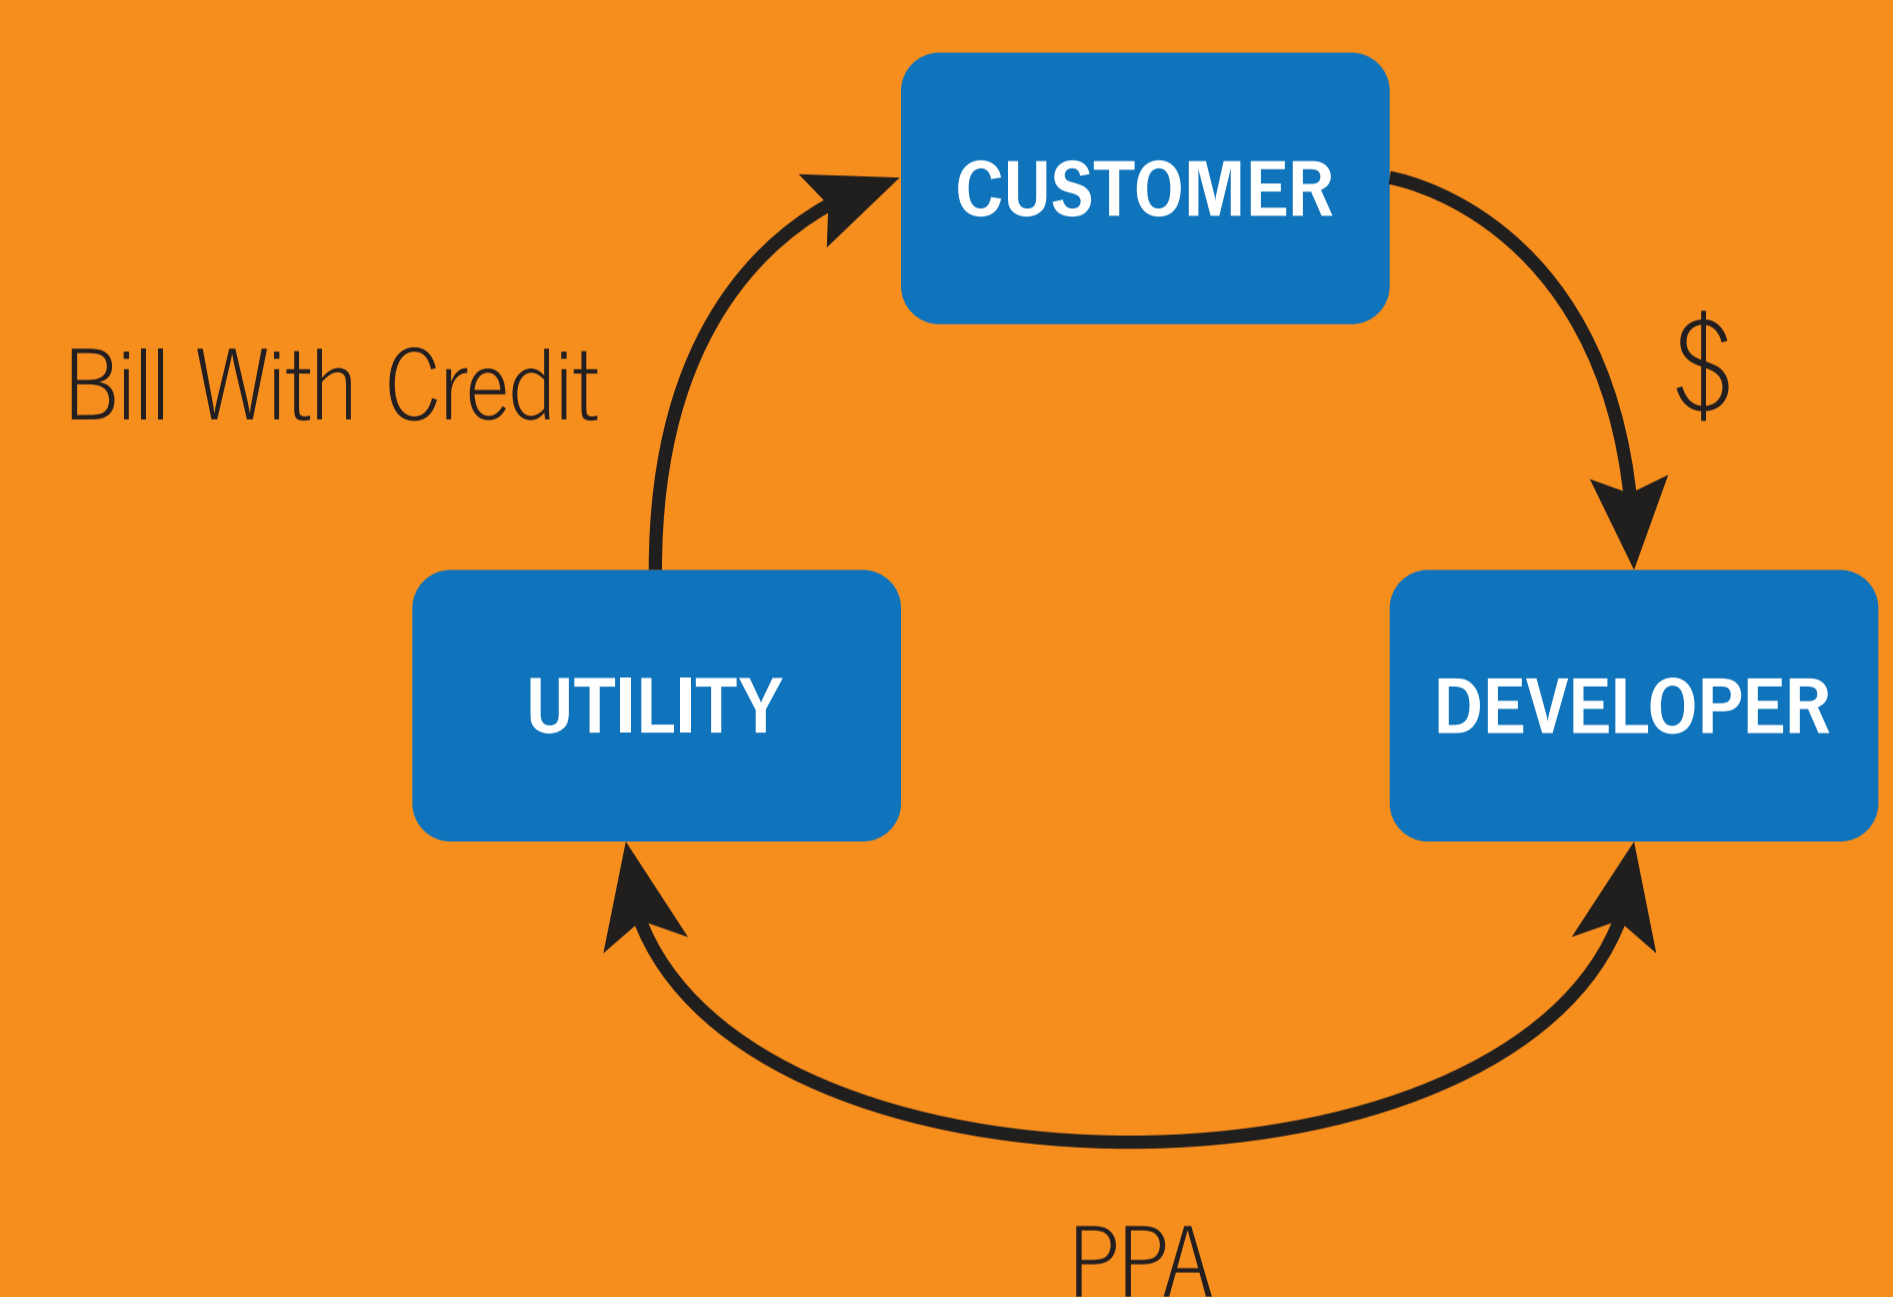 CUSTOMER
Bill With Credit
$
UTILITY
DEVELOPER
PPA